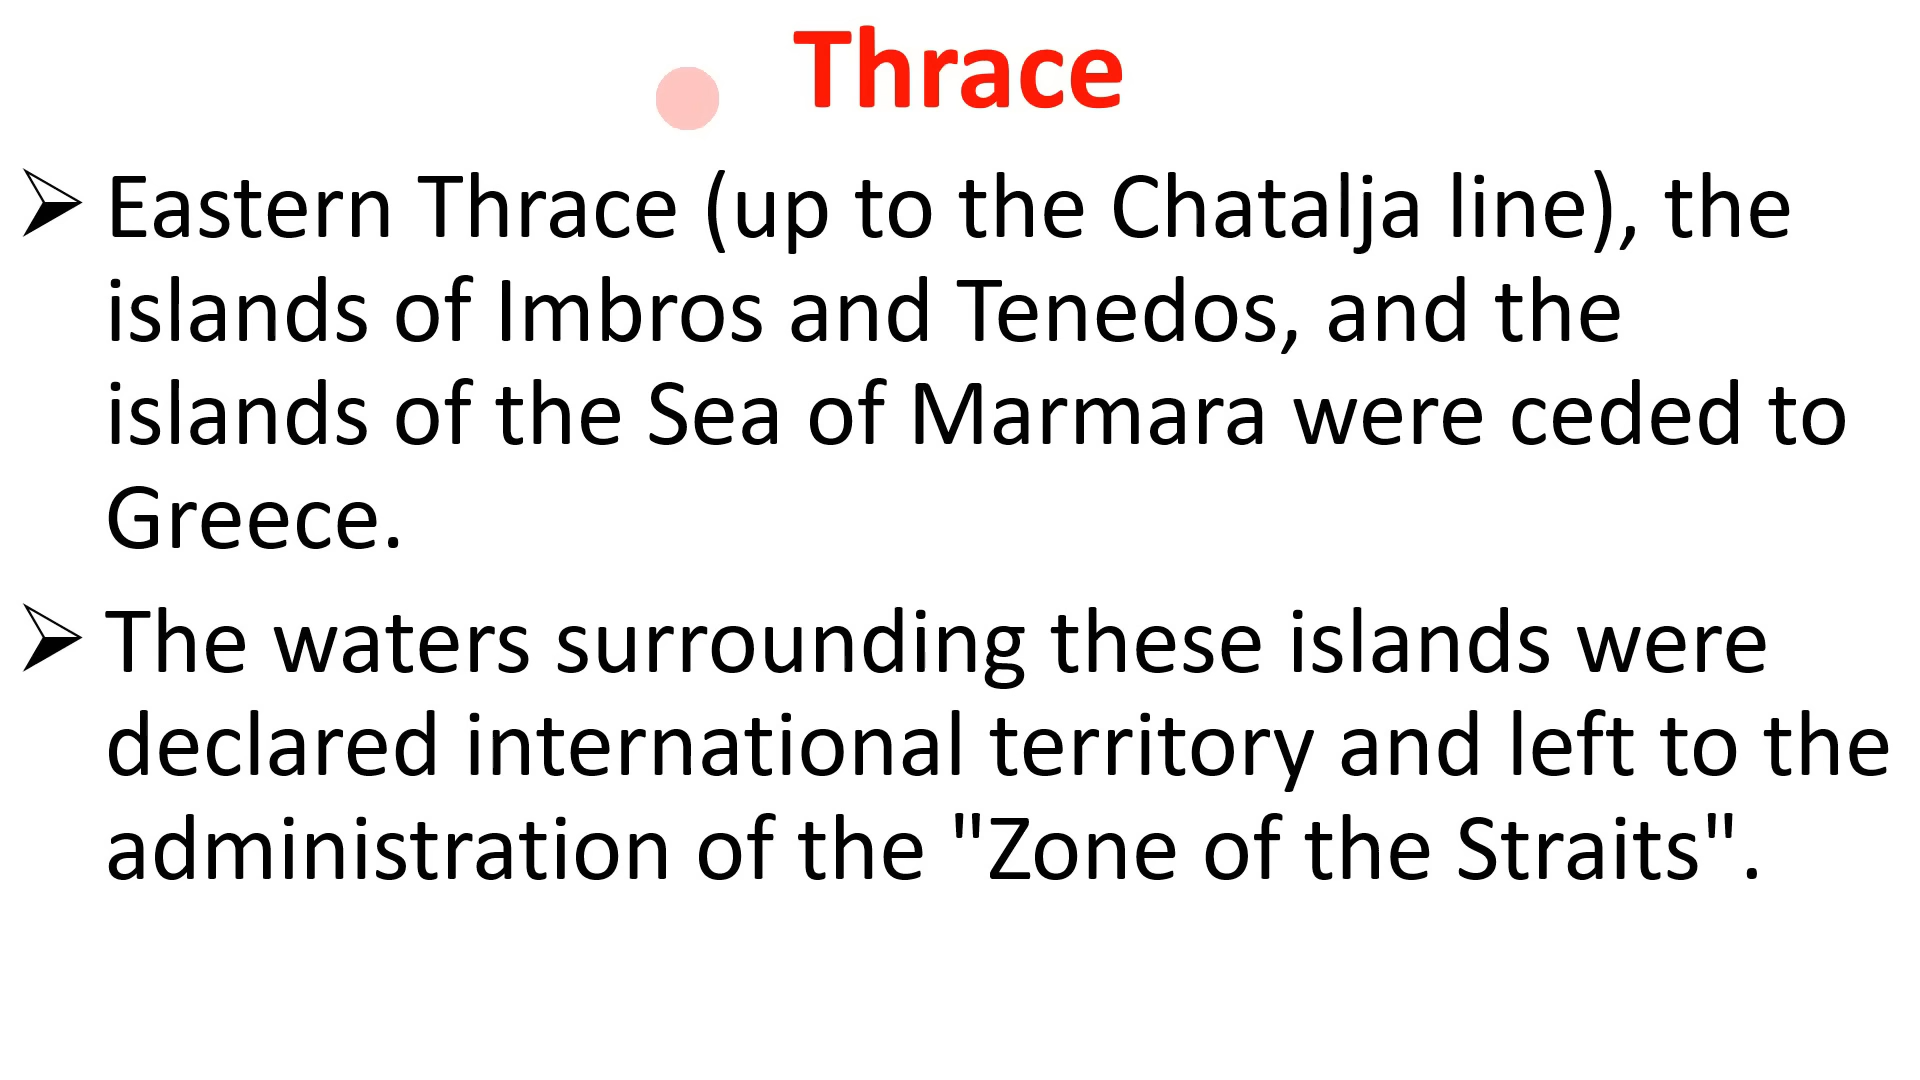 Thrace
Eastern Thrace (up to the Chatalja line), the
islands of Imbros and Tenedos, and the
islands of the Sea of Marmara were ceded to
Greece.
The waters surrounding these islands were
declared international territory and left to the
administration of the "Zone of the Straits".